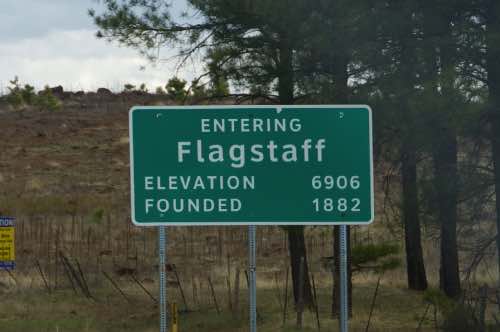 ENTERING
Flagstaff
ELEVATION 6906
FOUNDED 1882